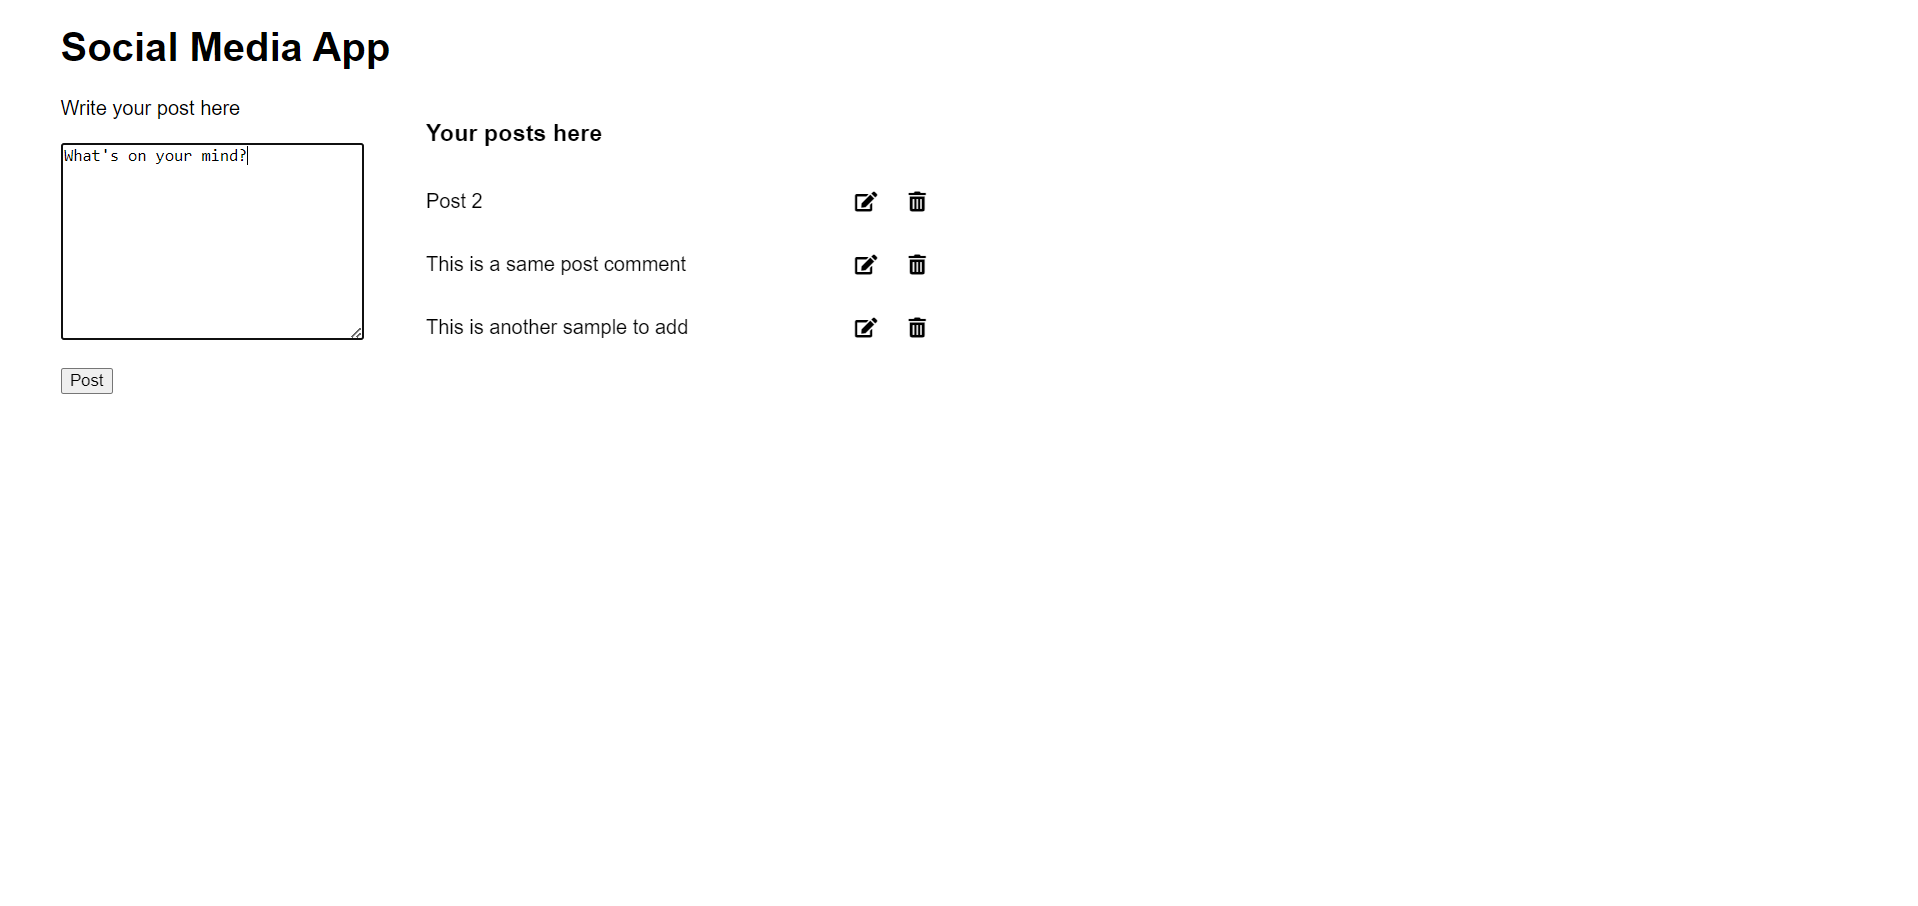 Social Media App
Write your post here
What's on your mind?
Post
Your posts here
Post 2
This is a same post comment
This is another sample to add